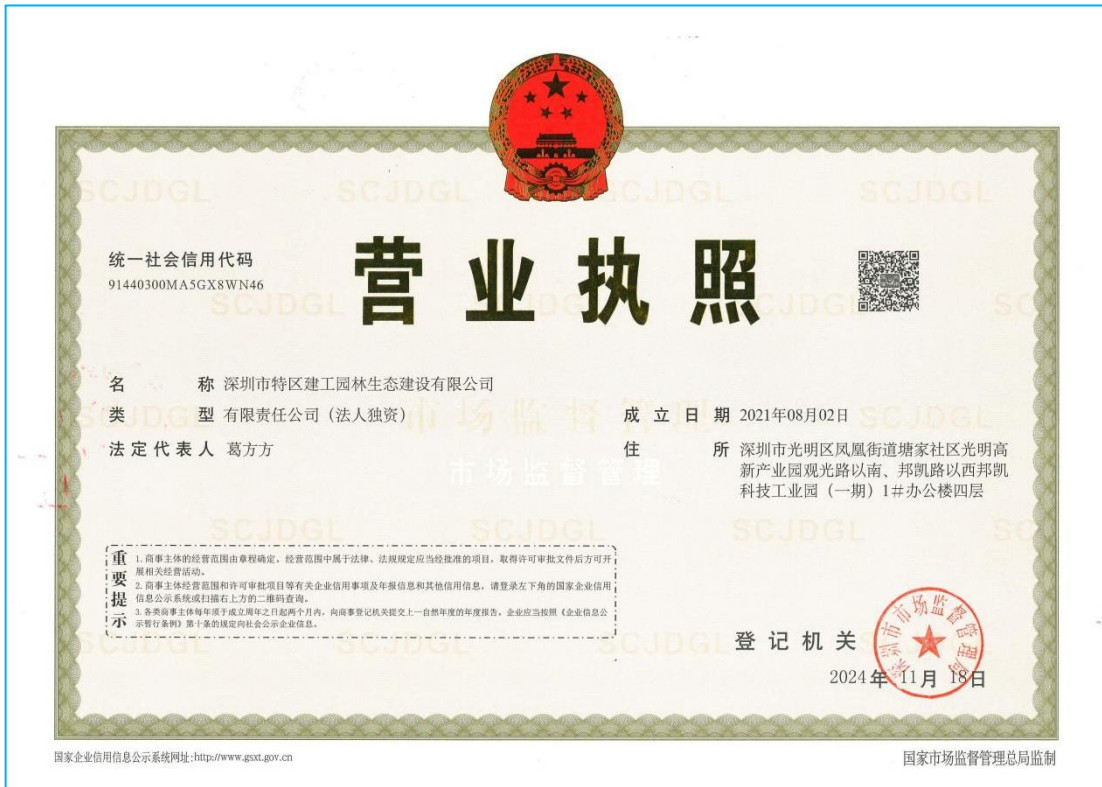 统一社会信用代码
91440300MA5GX8WN46
营业执照
名称 深圳市特区建工园林生态建设有限公司
类型 有限责任公司（法人独资）
法定代表人 葛方方
成立日期 2021年08月02日
住所 深圳市光明区凤凰街道塘家社区光明高
新产业园观光路以南、邦凯路以西邦凯
科技工业园（一期）1#办公楼四层
SCJDGL
市场监督管理
市场监督管理
重要提示
1. 商事主体的经营范围由章程确定。经营范围中属于法律、法规规定应当经批准的项目，取得许可审批文件后方可开
展相关经营活动。
2. 商事主体经营范围和许可审批项目等有关企业信用事项及年报信息和其他信用信息，请登录左下角的国家企业信用
信息公示系统或扫描右上方的二维码查询。
3. 各类商事主体每年须于成立周年之日起两个月内，向商事登记机关提交上一自然年度的年度报告。企业应当按照《企业信息公
示暂行条例》第十条的规定向社会公示企业信息。
登记机关
深圳市市场监督管理局
2024年11月18日
国家企业信用信息公示系统网址:http://www.gsxt.gov.cn
国家市场监督管理总局监制